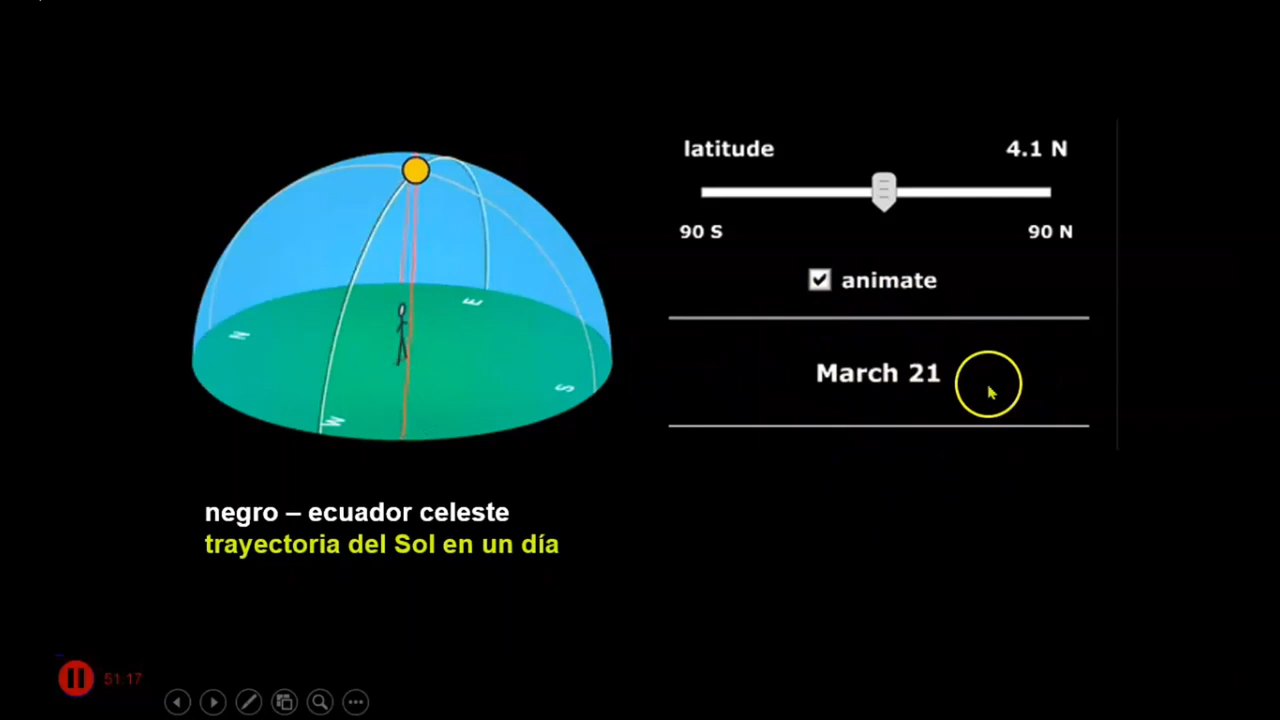 latitude 4.1 N
90 S 90 N
animate
March 21
N
E
S
W
negro – ecuador celeste
trayectoria del Sol en un día
51:17